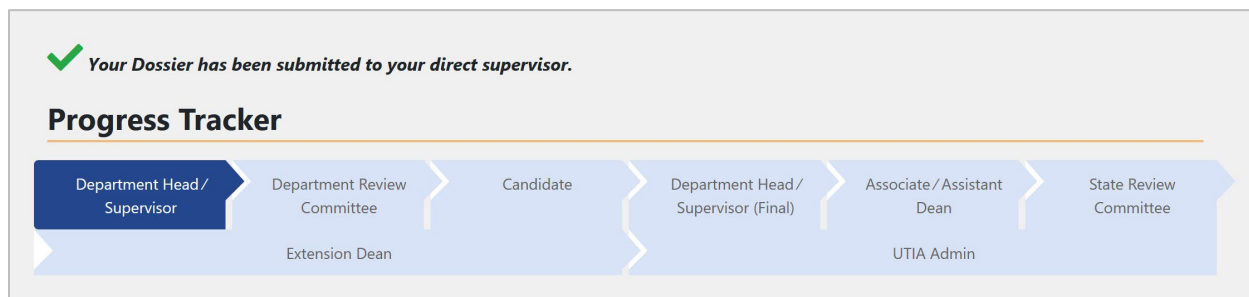 Your Dossier has been submitted to your direct supervisor.
Progress Tracker
Department Head /
Supervisor
Department Review
Committee
Candidate
Department Head /
Supervisor (Final)
Associate / Assistant
Dean
State Review
Committee
Extension Dean
UTIA Admin